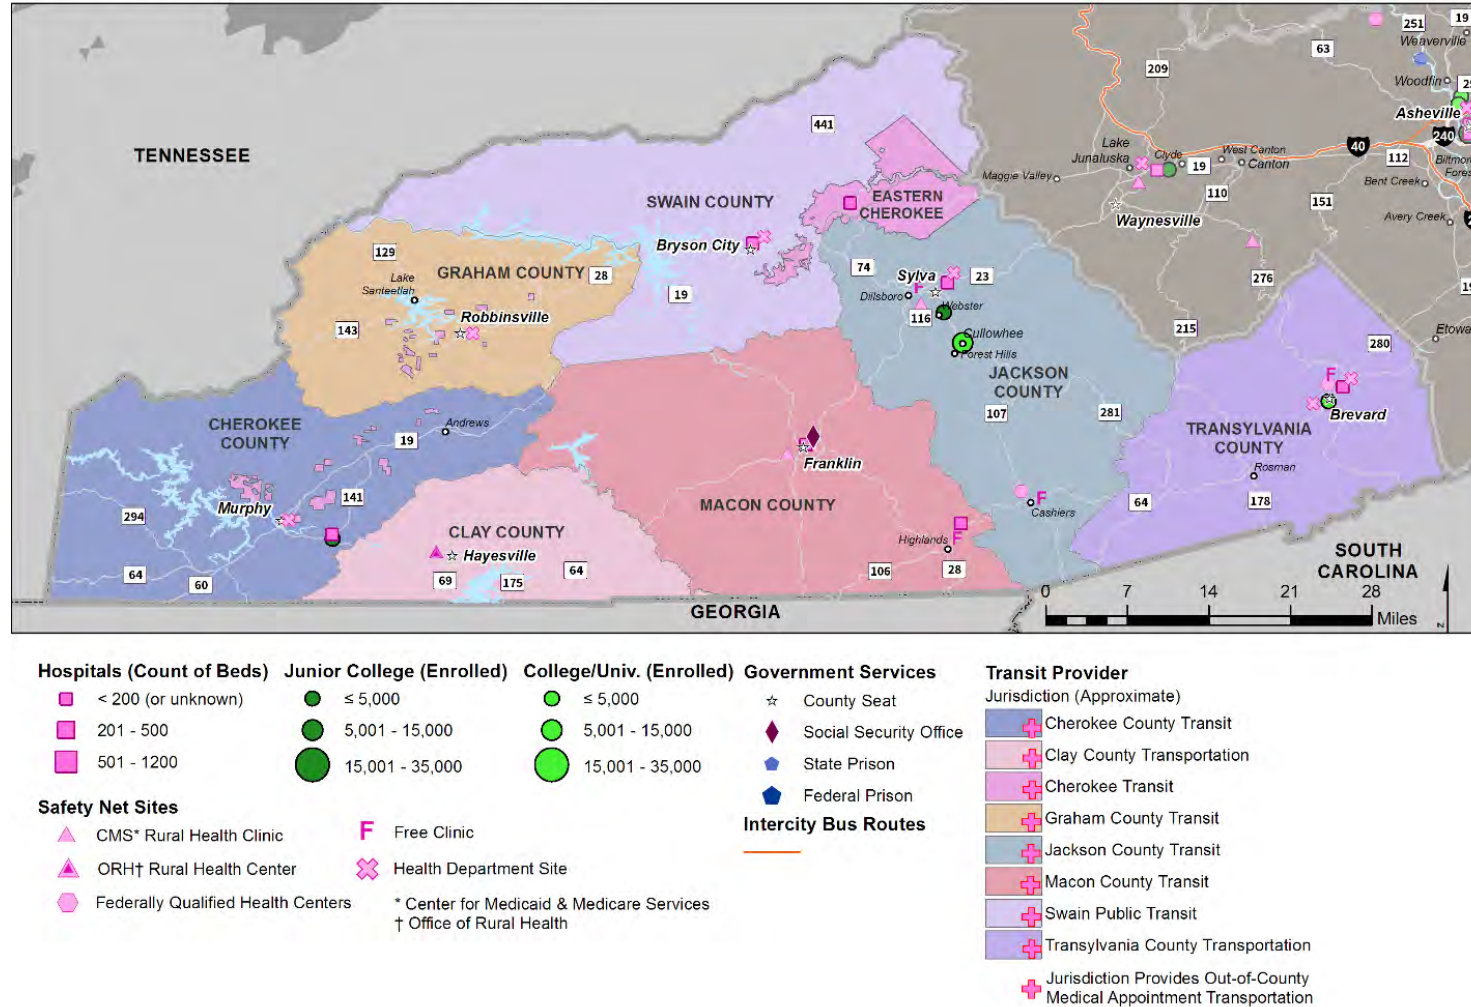 251
19
Weaverville
63
209
Woodfin
441
Asheville
240
TENNESSEE
Lake
Junaluska
Clyde
19
West Canton
Canton
40
112
Biltmore
Forest
Maggie Valley
Bent Creek
110
151
SWAIN COUNTY
EASTERN
CHEROKEE
Waynesville
Avery Creek
129
Bryson City
GRAHAM COUNTY
28
74
Sylva
23
276
Lake
Santeetlah
19
Dillsboro
F
Webster
116
143
Robbinsville
215
Cullowhee
Forest Hills
280
Etowa
JACKSON
COUNTY
F
CHEROKEE
COUNTY
Andrews
19
107
281
Brevard
TRANSYLVANIA
COUNTY
Franklin
Rosman
141
MACON COUNTY
64
178
294
Murphy
F
Cashiers
CLAY COUNTY
Hayesville
Highlands
F
64
60
69
175
64
106
28
SOUTH
CAROLINA
GEORGIA
0 7 14 21 28
Miles
z
Hospitals (Count of Beds)
< 200 (or unknown)
201 - 500
501 - 1200
Junior College (Enrolled)
≤ 5,000
5,001 - 15,000
15,001 - 35,000
College/Univ. (Enrolled)
≤ 5,000
5,001 - 15,000
15,001 - 35,000
Government Services
County Seat
Social Security Office
State Prison
Federal Prison
Intercity Bus Routes
Safety Net Sites
CMS* Rural Health Clinic
ORH† Rural Health Center
Federally Qualified Health Centers
F Free Clinic
Health Department Site
* Center for Medicaid & Medicare Services
† Office of Rural Health
Transit Provider
Jurisdiction (Approximate)
Cherokee County Transit
Clay County Transportation
Cherokee Transit
Graham County Transit
Jackson County Transit
Macon County Transit
Swain Public Transit
Transylvania County Transportation
Jurisdiction Provides Out-of-County
Medical Appointment Transportation